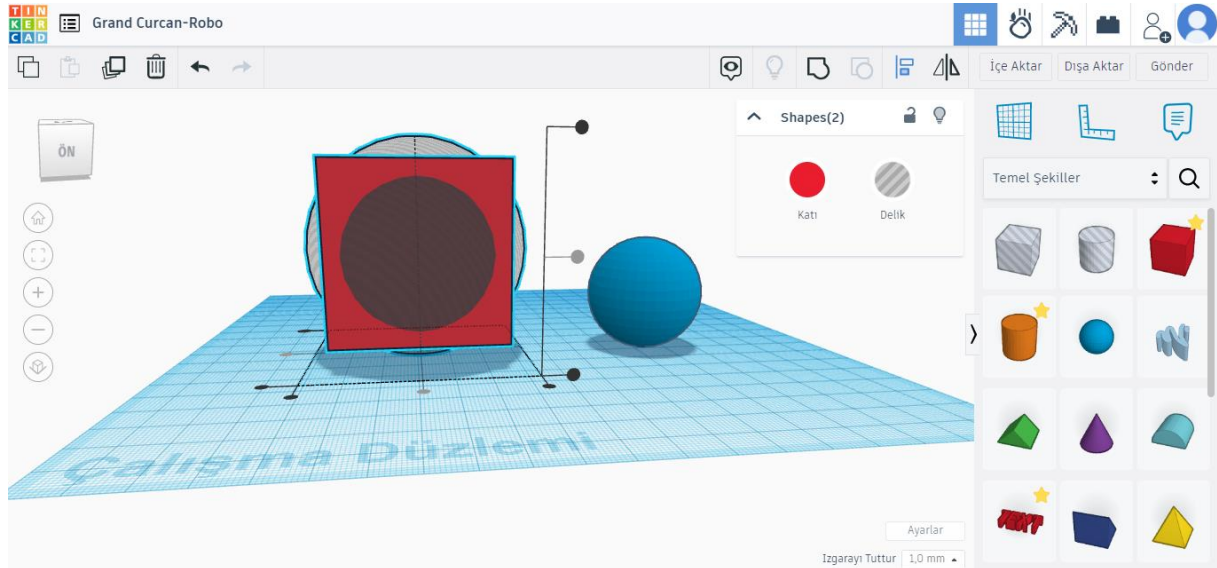 TIN
KER
CAD
Grand Curcan-Robo
İçe Aktar Dışa Aktar Gönder
ÖN
Shapes(2)
Katı Delik
Temel Şekiller
TEXT
Çalışma Düzlemi
Ayarlar
Izgarayı Tuttur 1,0 mm